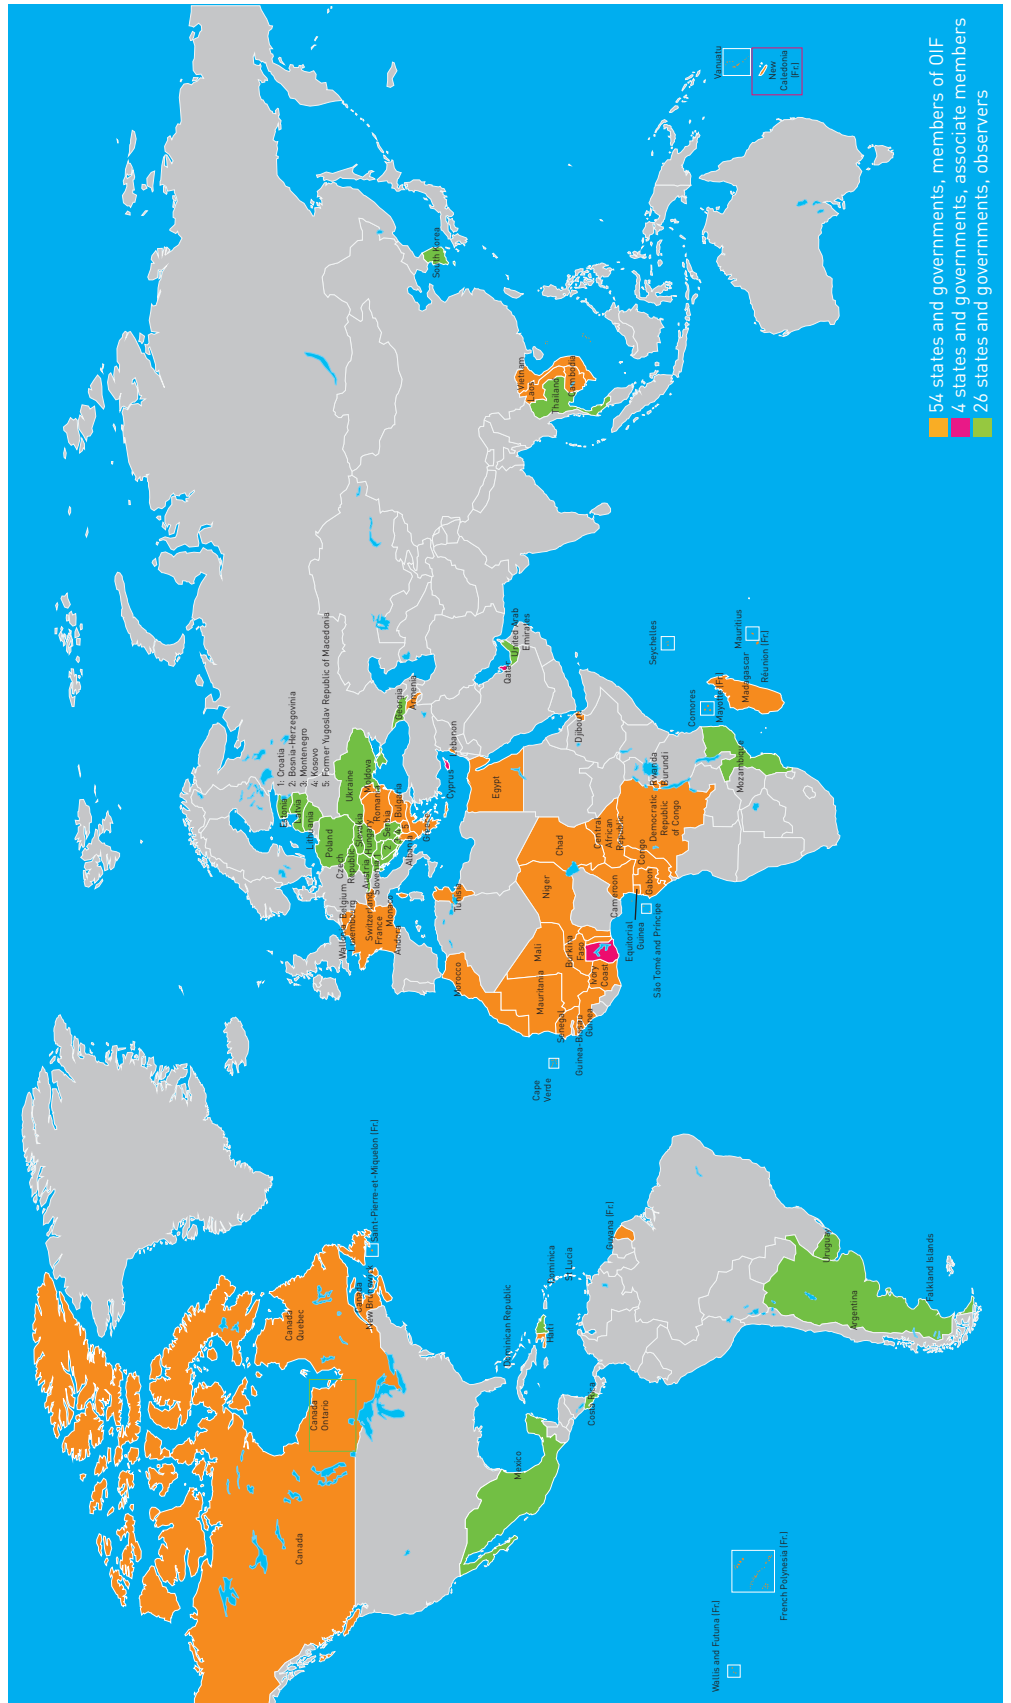 54 states and governments, members of OIF
4 states and governments, associate members
26 states and governments, observers
Canada
Canada
Ontario
Canada
Quebec
Canada
New Brunswick
Saint-Pierre-et-Miquelon (Fr.)
Mexico
Costa Rica
Dominican Republic
Haiti
Dominica
St Lucia
Guyana (Fr.)
Argentina
Uruguay
Falkland Islands
Wallis and Futuna (Fr.)
French Polynesia (Fr.)
1: Croatia
2: Bosnia-Herzegovinia
3: Montenegro
4: Kosovo
5: Former Yugoslav Republic of Macedonia
Estonia
Latvia
Lithuania
Poland
Ukraine
Czech
Republic
Slovakia
Moldova
Wallonia- Belgium
Luxembourg
Switzerland
Austria
Hungary
Romania
France
Slovenia
2
Serbia
Monaco
Bulgaria
Andorra
Albania
Greece
Georgia
Armenia
Cyprus
Lebanon
Qatar
United Arab
Emirates
Morocco
Tunisia
Egypt
Cape
Verde
Mauritania
Mali
Niger
Chad
Senegal
Guinea-Bissau
Guinea
Burkina
Faso
Ivory
Coast
Cameroon
Central
African
Republic
Equitorial
Guinea
São Tomé and Príncipe
Gabon
Congo
Democratic
Republic
of Congo
Rwanda
Burundi
Djibouti
Mozambique
Comores
Mayotte (Fr.)
Madagascar
Seychelles
Mauritius
Réunion (Fr.)
Vietnam
Laos
Thailand
Cambodia
South Korea
Vanuatu
New
Caledonia
(Fr.)